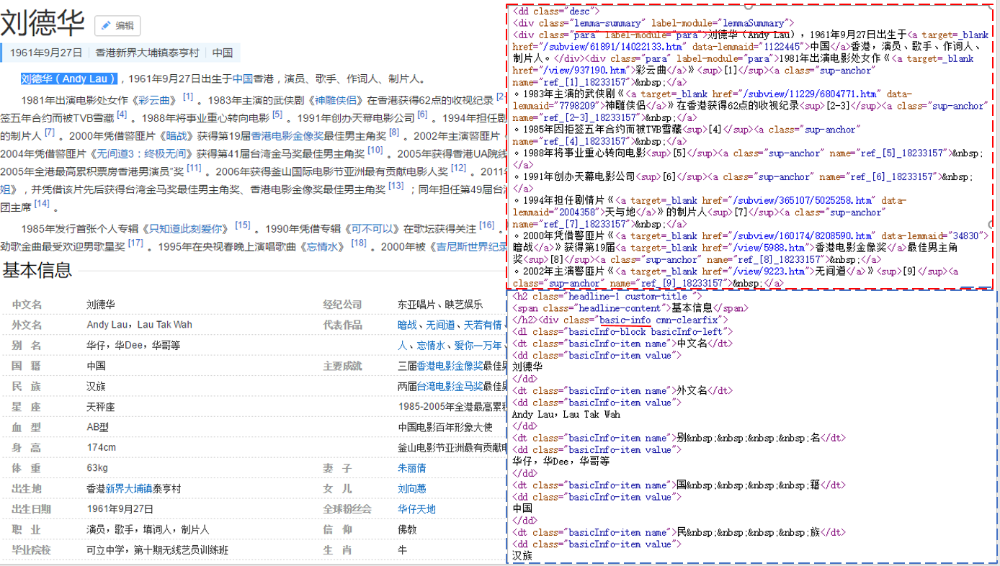 刘德华 编辑
1961年9月27日 香港新界大埔镇泰亨村 中国
刘德华（Andy Lau），1961年9月27日出生于中国香港，演员、歌手、作词人、制片人。
1981年出演电影处女作《彩云曲》 [1] 。1983年主演的武侠剧《神雕侠侣》在香港获得62点的收视纪录 [2-
签五年合约而被TVB雪藏 [4] 。1988年将事业重心转向电影 [5] 。1991年创办天幕电影公司 [6] 。1994年担任剧
的制片人 [7] 。2000年凭借警匪片《暗战》获得第19届香港电影金像奖最佳男主角奖 [8] 。2002年主演警匪片《
2004年凭借警匪片《无间道3：终极无间》获得第41届台湾金马奖最佳男主角奖 [10] 。2005年获得香港UA院线
2005年全港最高累积票房香港男演员”奖 [11] 。2006年获得釜山国际电影节亚洲最有贡献电影人奖 [12] 。2011年
姐》，并凭借该片先后获得台湾金马奖最佳男主角奖、香港电影金像奖最佳男主角奖 [13] ；同年担任第49届台湾
团主席 [14] 。
1985年发行首张个人专辑《只知道此刻爱你》 [15] 。1990年凭借专辑《可不可以》在歌坛获得关注 [16] 。
劲歌金曲最受欢迎男歌星奖 [17] 。1995年在央视春晚上演唱歌曲《忘情水》 [18] 。2000年被《吉尼斯世界纪录
基本信息
中文名 刘德华 经纪公司 东亚唱片、映艺娱乐
外文名 Andy Lau，Lau Tak Wah 代表作品 暗战、无间道、天若有情
别 名 华仔，华Dee，华哥等 人、忘情水、爱你一万年、
国 籍 中国 主要成就 三届香港电影金像奖最佳男
民 族 汉族 两届台湾电影金马奖最佳男
星 座 天秤座 1985-2005年全港最高累积
血 型 AB型 中国电影百年形象大使
身 高 174cm 釜山电影节亚洲最有贡献电
体 重 63kg 妻 子 朱丽倩
出生地 香港新界大埔镇泰亨村 女 儿 刘向蕙
出生日期 1961年9月27日 全球粉丝会 华仔天地
职 业 演员，歌手，填词人，制片人 信 仰 佛教
毕业院校 可立中学，第十期无线艺员训练班 生 肖 牛
<dd class="desc">
<div class="lemma-summary" label-module="lemmaSummary">
<div class="para" label-module="para">刘德华（Andy Lau），1961年9月27日出生于<a target=_blank
href="/subview/61891/14022133.htm" data-lemmaid="1122445">中国</a>香港，演员、歌手、作词人、
制片人。</div><div class="para" label-module="para">1981年出演电影处女作《<a target=_blank
href="/view/937190.htm">彩云曲</a>》<sup>[1]</sup><a class="sup-anchor"
name="ref_[1]_18233157">&nbsp;</a>
。1983年主演的武侠剧《<a target=_blank href="/subview/11229/6804771.htm" data-
lemmaid="7798209">神雕侠侣</a>》在香港获得62点的收视纪录<sup>[2-3]</sup><a class="sup-anchor"
name="ref_[2-3]_18233157">&nbsp;</a>
。1985年因拒签五年合约而被TVB雪藏<sup>[4]</sup><a class="sup-anchor"
name="ref_[4]_18233157">&nbsp;</a>
。1988年将事业重心转向电影<sup>[5]</sup><a class="sup-anchor" name="ref_[5]_18233157">&nbsp;
</a>
。1991年创办天幕电影公司<sup>[6]</sup><a class="sup-anchor" name="ref_[6]_18233157">&nbsp;
</a>
。1994年担任剧情片《<a target=_blank href="/subview/365107/5025258.htm" data-
lemmaid="2004358">天与地</a>》的制片人<sup>[7]</sup><a class="sup-anchor"
name="ref_[7]_18233157">&nbsp;</a>
。2000年凭借警匪片《<a target=_blank href="/subview/160174/8208590.htm" data-lemmaid="34830">
暗战</a>》获得第19届<a target=_blank href="/view/5988.htm">香港电影金像奖</a>最佳男主角
奖<sup>[8]</sup><a class="sup-anchor" name="ref_[8]_18233157">&nbsp;</a>
。2002年主演警匪片《<a target=_blank href="/view/9223.htm">无间道</a>》<sup>[9]</sup><a
class="sup-anchor" name="ref_[9]_18233157">&nbsp;</a>
<h2 class="headline-1 custom-title ">
<span class="headline-content">基本信息</span>
</h2><div class="basic-info cmn-clearfix">
<dl class="basicInfo-block basicInfo-left">
<dt class="basicInfo-item name">中文名</dt>
<dd class="basicInfo-item value">
刘德华
</dd>
<dt class="basicInfo-item name">外文名</dt>
<dd class="basicInfo-item value">
Andy Lau，Lau Tak Wah
</dd>
<dt class="basicInfo-item name">别&nbsp;&nbsp;&nbsp;&nbsp;名</dt>
<dd class="basicInfo-item value">
华仔，华Dee，华哥等
</dd>
<dt class="basicInfo-item name">国&nbsp;&nbsp;&nbsp;&nbsp;籍</dt>
<dd class="basicInfo-item value">
中国
</dd>
<dt class="basicInfo-item name">民&nbsp;&nbsp;&nbsp;&nbsp;族</dt>
<dd class="basicInfo-item value">
汉族